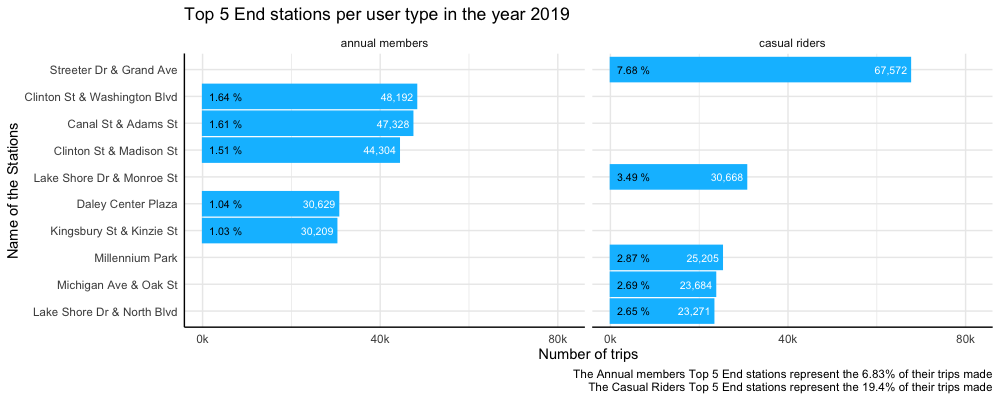 Top 5 End stations per user type in the year 2019
annual members
casual riders
Name of the Stations
Streeter Dr & Grand Ave
7.68 %
67,572
Clinton St & Washington Blvd
1.64 %
48,192
Canal St & Adams St
1.61 %
47,328
Clinton St & Madison St
1.51 %
44,304
Lake Shore Dr & Monroe St
3.49 %
30,668
Daley Center Plaza
1.04 %
30,629
Kingsbury St & Kinzie St
1.03 %
30,209
Millennium Park
2.87 %
25,205
Michigan Ave & Oak St
2.69 %
23,684
Lake Shore Dr & North Blvd
2.65 %
23,271
0k
40k
80k
0k
40k
80k
Number of trips
The Annual members Top 5 End stations represent the 6.83% of their trips made
The Casual Riders Top 5 End stations represent the 19.4% of their trips made